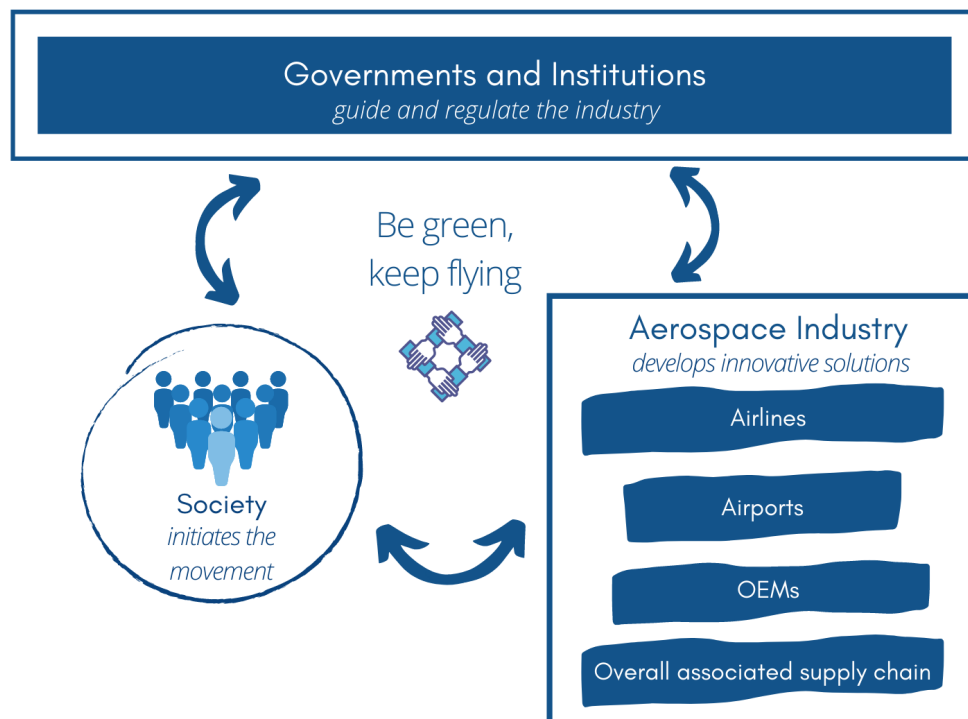 Governments and Institutions
guide and regulate the industry
Be green,
keep flying
Society
initiates the
movement
Aerospace Industry
develops innovative solutions
Airlines
Airports
OEMs
Overall associated supply chain